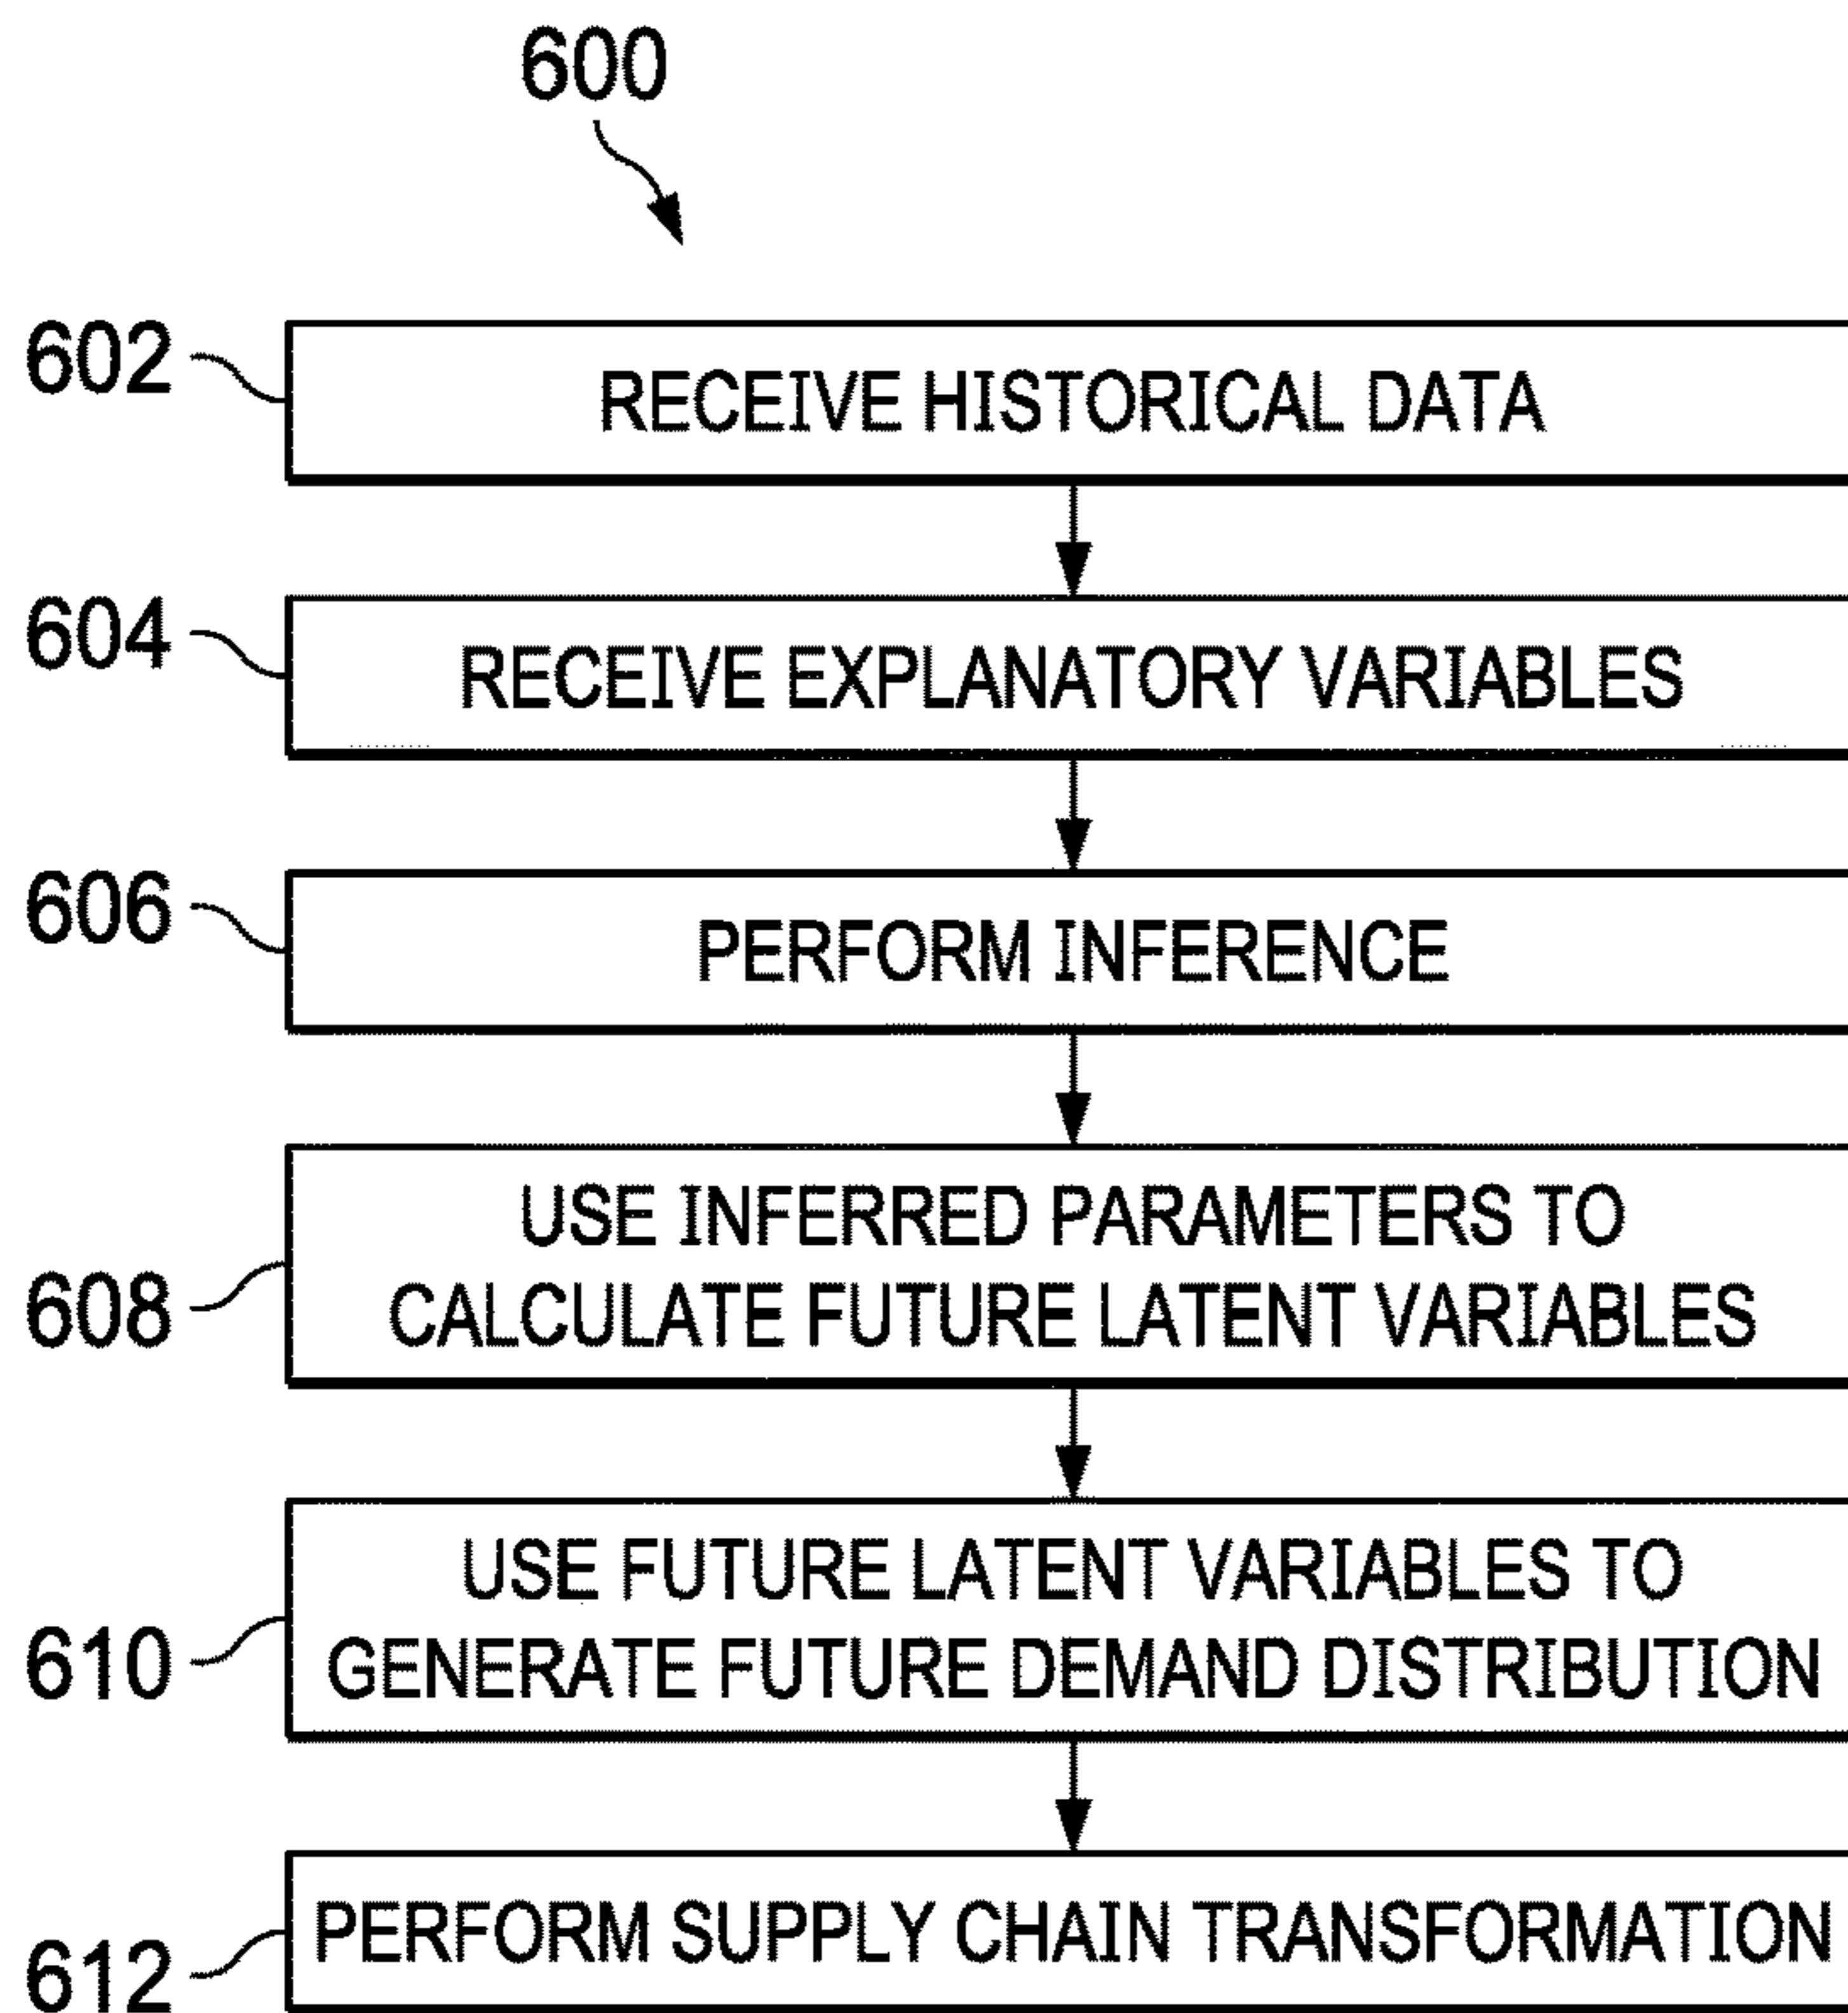 600
602
RECEIVE HISTORICAL DATA
604
RECEIVE EXPLANATORY VARIABLES
606
PERFORM INFERENCE
608
USE INFERRED PARAMETERS TO
CALCULATE FUTURE LATENT VARIABLES
610
USE FUTURE LATENT VARIABLES TO
GENERATE FUTURE DEMAND DISTRIBUTION
612
PERFORM SUPPLY CHAIN TRANSFORMATION